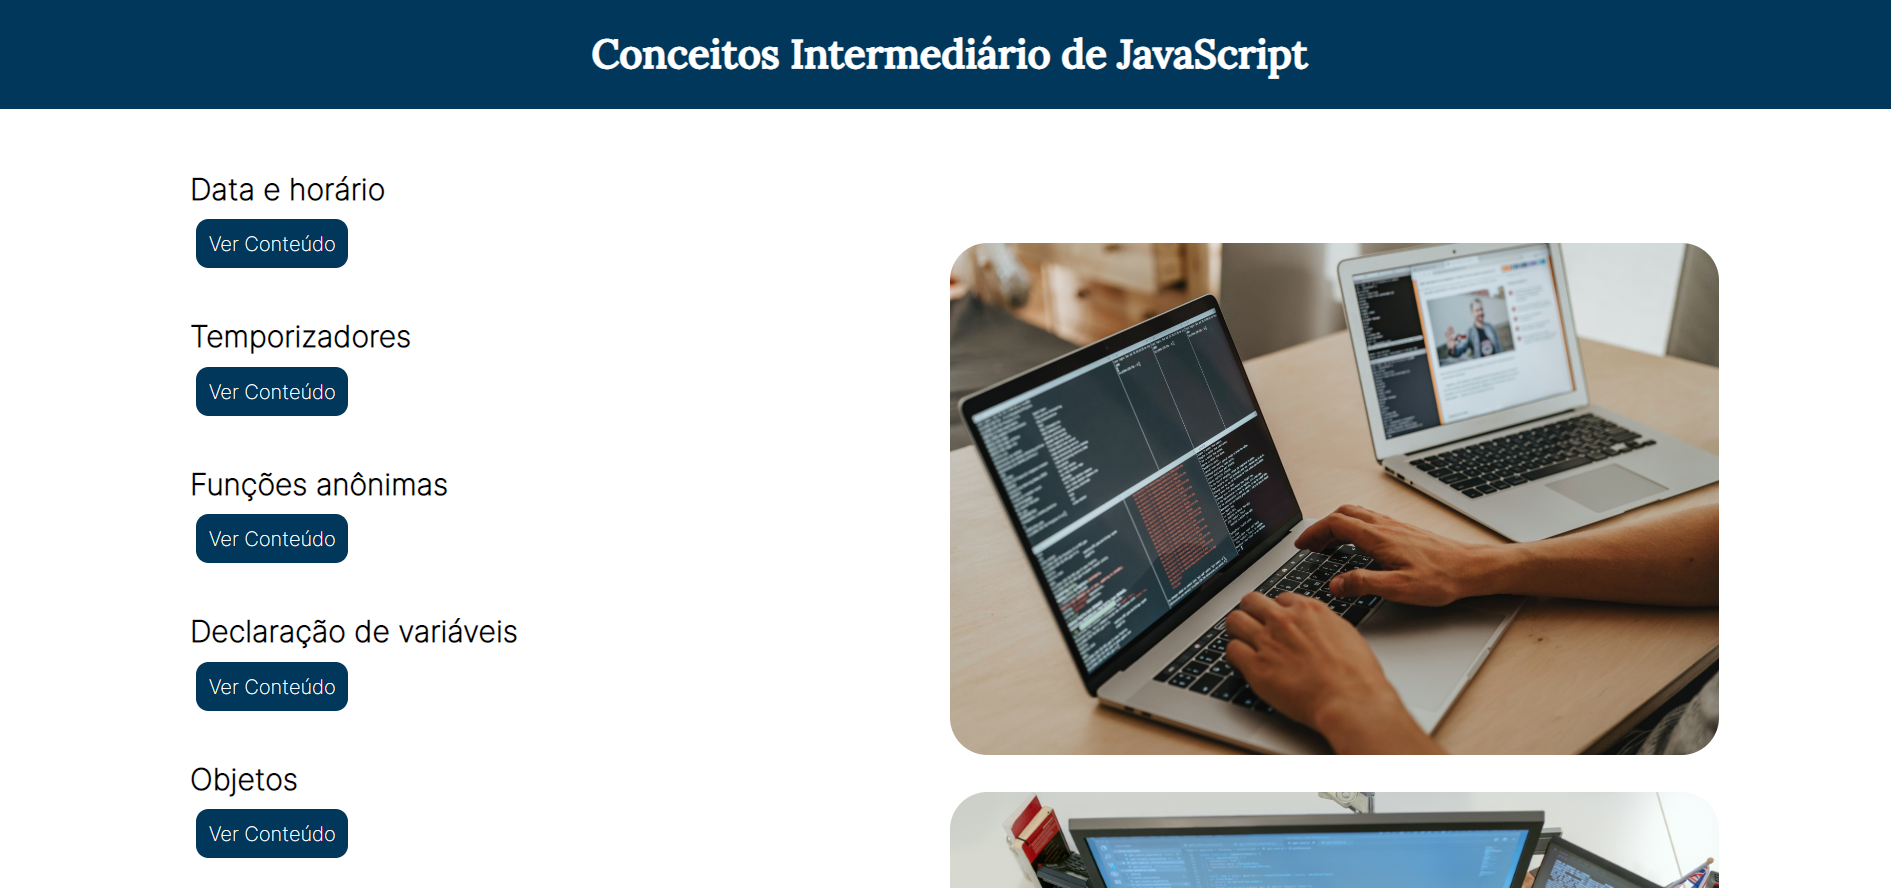 Conceitos Intermediário de JavaScript
Data e horário
Ver Conteúdo
Temporizadores
Ver Conteúdo
Funções anônimas
Ver Conteúdo
Declaração de variáveis
Ver Conteúdo
Objetos
Ver Conteúdo